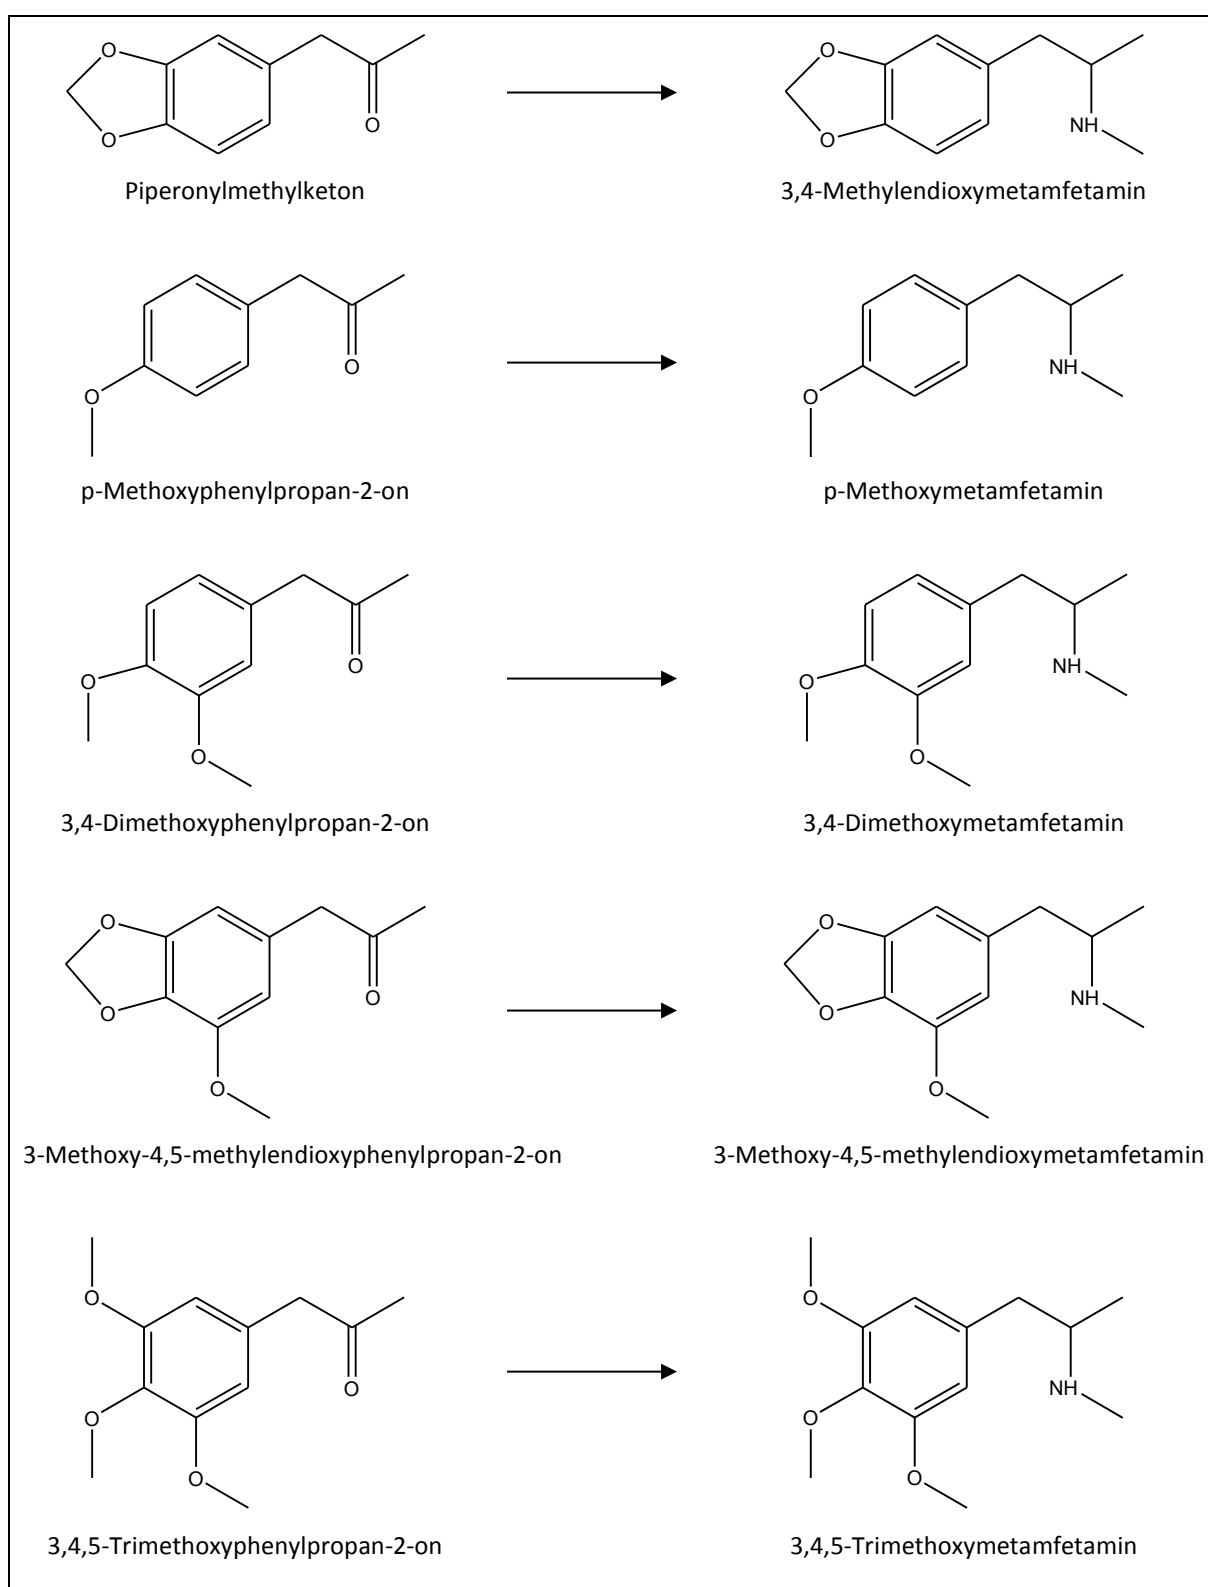 O O O O O NH
Piperonylmethylketon 3,4-Methylendioxymetamfetamin
O O O NH
p-Methoxyphenylpropan-2-on p-Methoxymetamfetamin
O O O O O NH
3,4-Dimethoxyphenylpropan-2-on 3,4-Dimethoxymetamfetamin
O O O O O O O NH
3-Methoxy-4,5-methylendioxyphenylpropan-2-on 3-Methoxy-4,5-methylendioxymetamfetamin
O O O O O O O NH
3,4,5-Trimethoxyphenylpropan-2-on 3,4,5-Trimethoxymetamfetamin